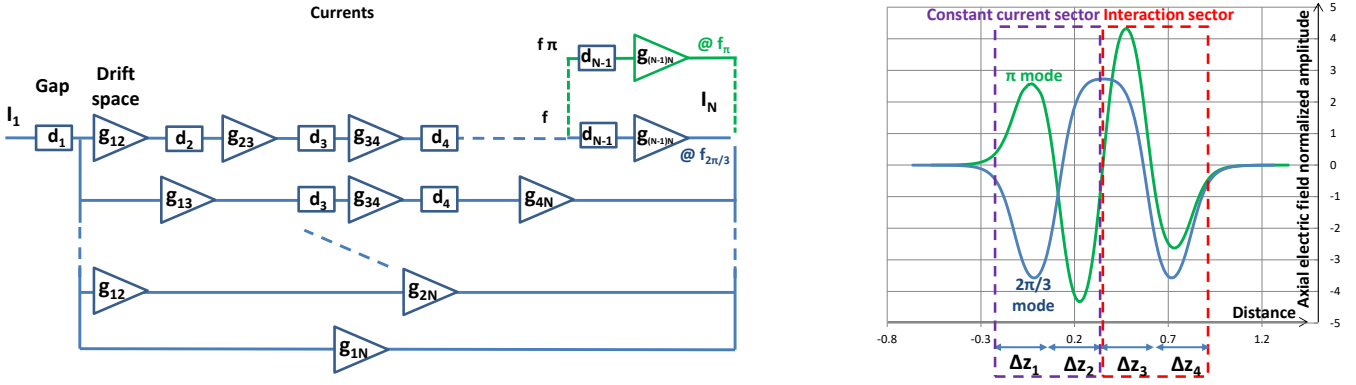 Currents
Gap
Drift
space
I1
d1
g12
d2
g23
d3
g34
d4
f π
f
dN-1
g(N-1)N
@ fπ
dN-1
g(N-1)N
@ f2π/3
IN
g13
d3
g34
d4
g4N
g12
g2N
g1N
Constant current sector
Interaction sector
π mode
2π/3
mode
Axial electric field normalized amplitude
5
4
3
2
1
0
-1
-2
-3
-4
-5
Distance
-0.8
-0.3
0.2
0.7
1.2
Δz1
Δz2
Δz3
Δz4